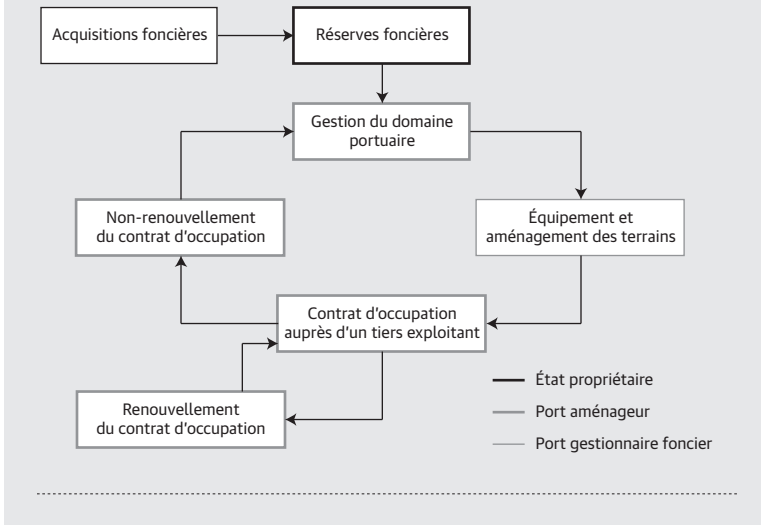 Acquisitions foncières
Réserves foncières
Gestion du domaine
portuaire
Non-renouvellement
du contrat d'occupation
Équipement et
aménagement des terrains
Contrat d'occupation
auprès d'un tiers exploitant
Renouvellement
du contrat d'occupation
État propriétaire
Port aménageur
Port gestionnaire foncier